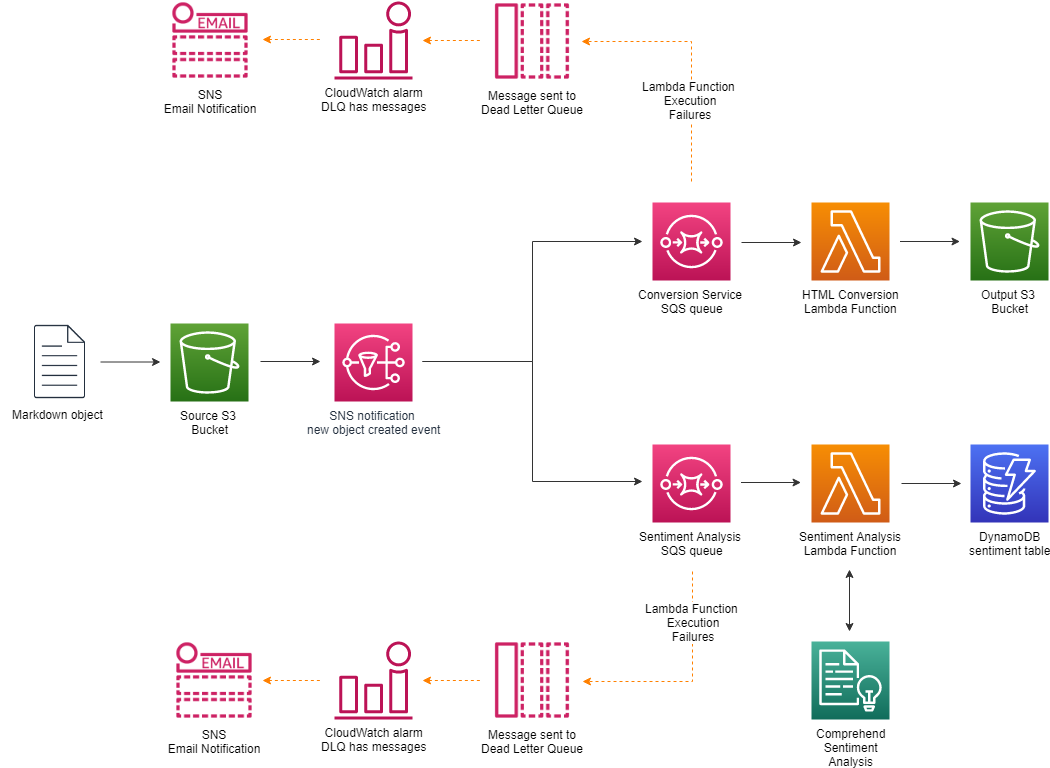 EMAIL
SNS
Email Notification
CloudWatch alarm
DLQ has messages
Message sent to
Dead Letter Queue
Lambda Function
Execution
Failures
Conversion Service
SQS queue
HTML Conversion
Lambda Function
Output S3
Bucket
Markdown object
Source S3
Bucket
SNS notification
new object created event
Sentiment Analysis
SQS queue
Sentiment Analysis
Lambda Function
DynamoDB
sentiment table
Lambda Function
Execution
Failures
EMAIL
SNS
Email Notification
CloudWatch alarm
DLQ has messages
Message sent to
Dead Letter Queue
Comprehend
Sentiment
Analysis